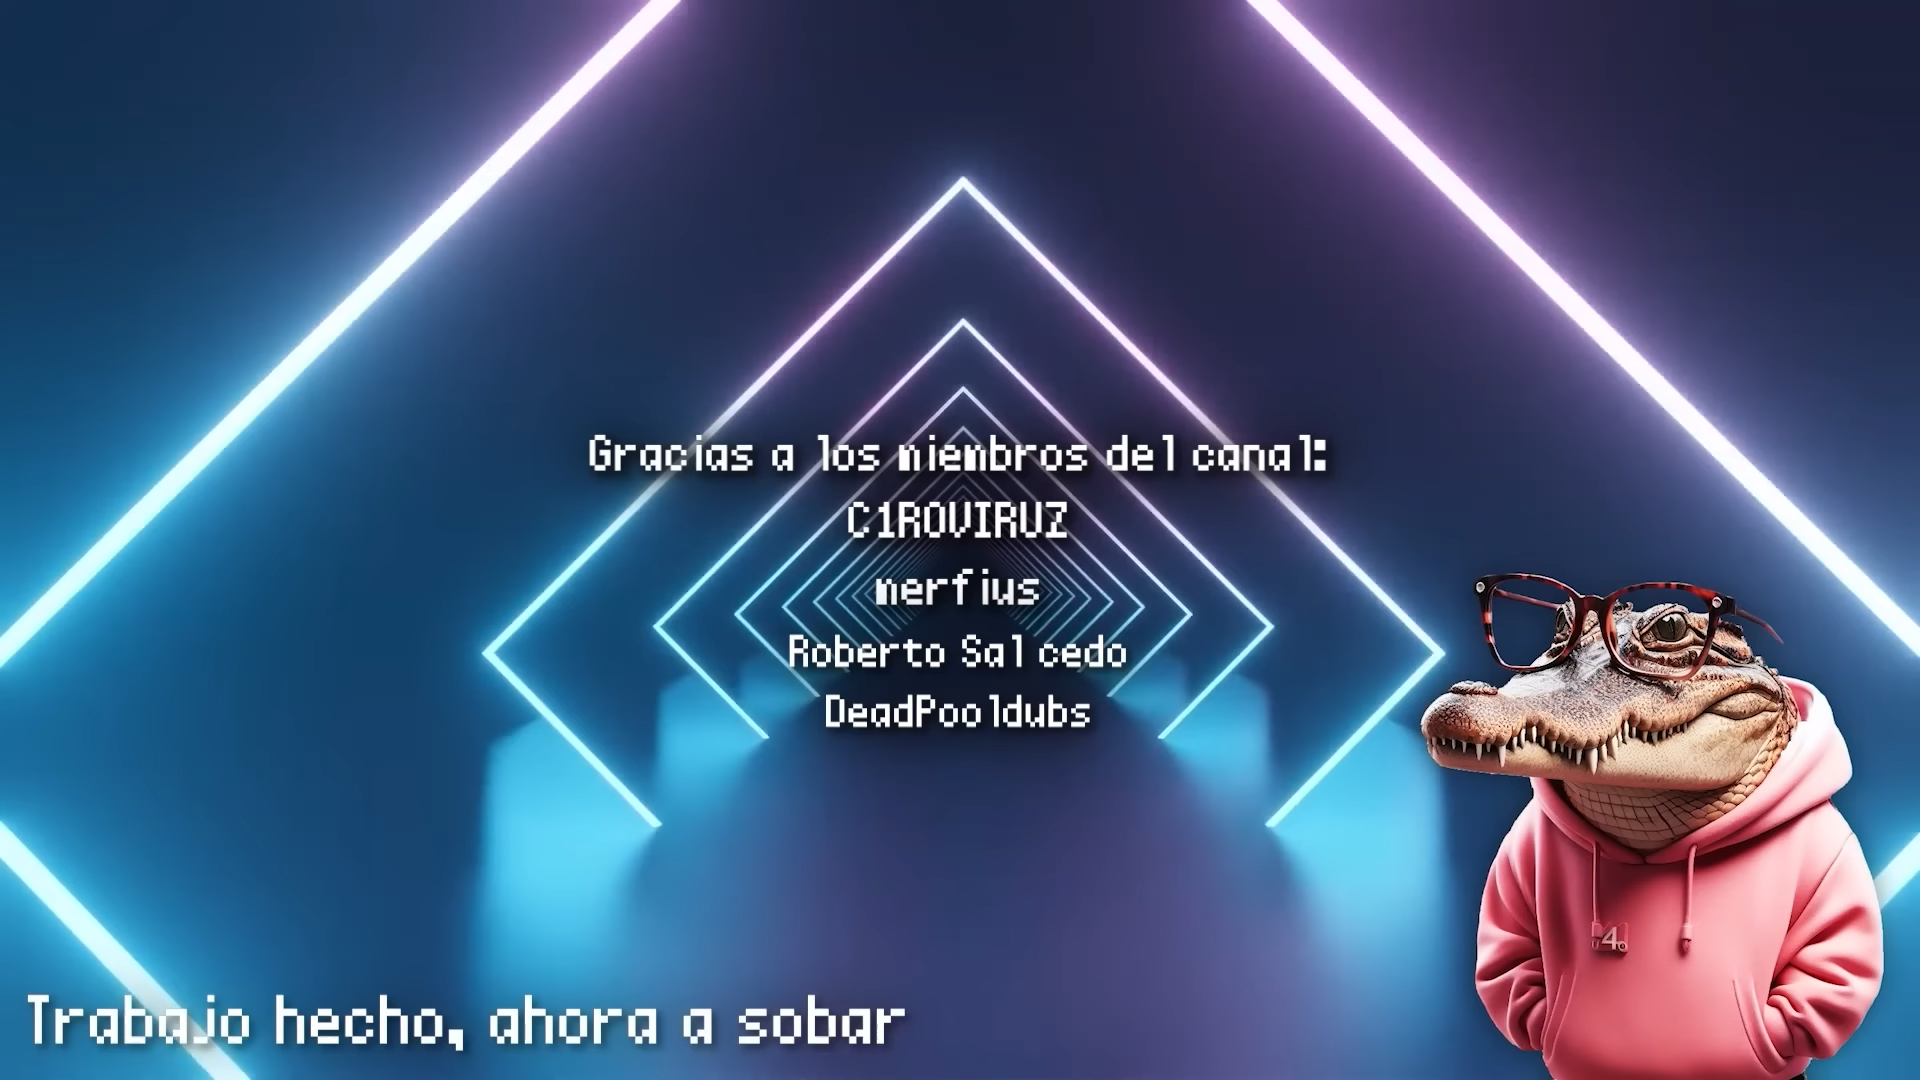 Gracias a los miembros del canal:
C1ROVIRUZ
merfius
Roberto Salcedo
DeadPooldubs
Trabajo hecho, ahora a sobar